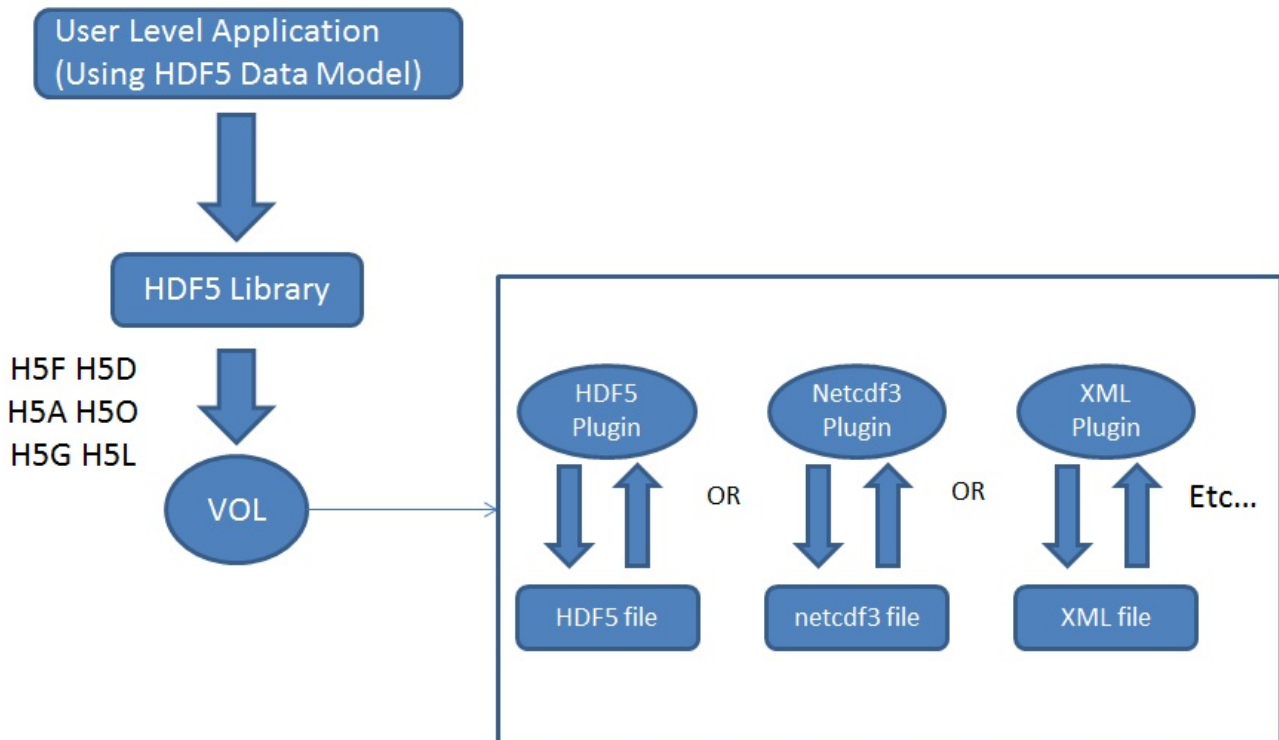 User Level Application
(Using HDF5 Data Model)
HDF5 Library
H5F H5D
H5A H5O
H5G H5L
VOL
HDF5
Plugin
OR
Netcdf3
Plugin
OR
XML
Plugin
Etc...
HDF5 file
netcdf3 file
XML file